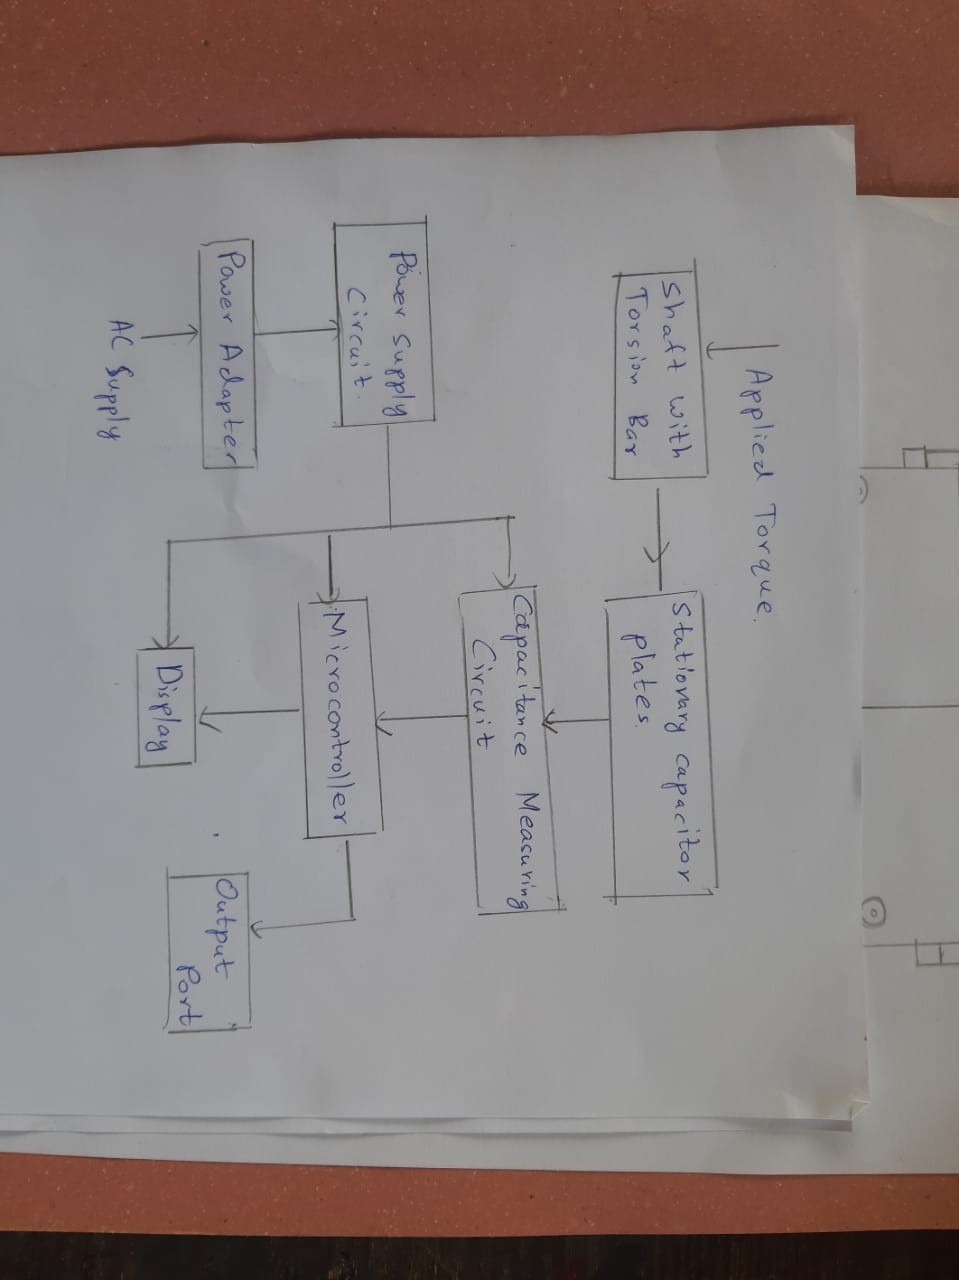 Applied Torque.
Shaft with
Torsion Bar
Stationary Capacitor
plates.
Capacitance Measuring
Circuit
Power Supply
Circuit.
Microcontroller
Power Adapter
Display
Output
Port
AC Supply